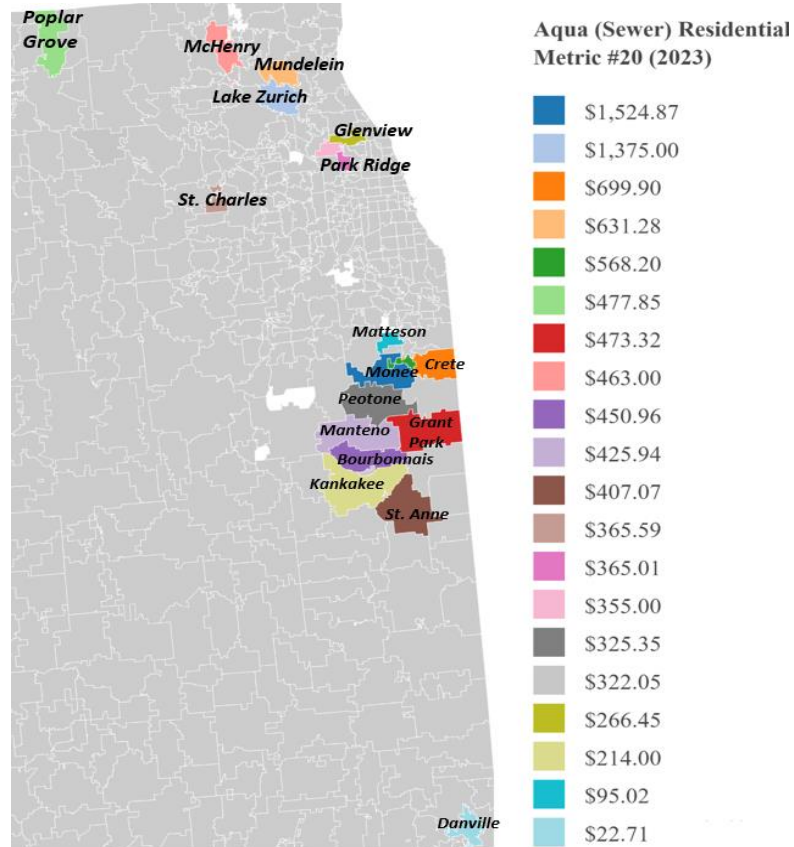 Poplar
Grove
McHenry
Mundelein
Lake Zurich
Glenview
Park Ridge
St. Charles
Matteson
Crete
Monee
Peotone
Grant
Park
Manteno
Bourbonnais
Kankakee
St. Anne
Danville
Aqua (Sewer) Residential
Metric #20 (2023)
$1,524.87
$1,375.00
$699.90
$631.28
$568.20
$477.85
$473.32
$463.00
$450.96
$425.94
$407.07
$365.59
$365.01
$355.00
$325.35
$322.05
$266.45
$214.00
$95.02
$22.71